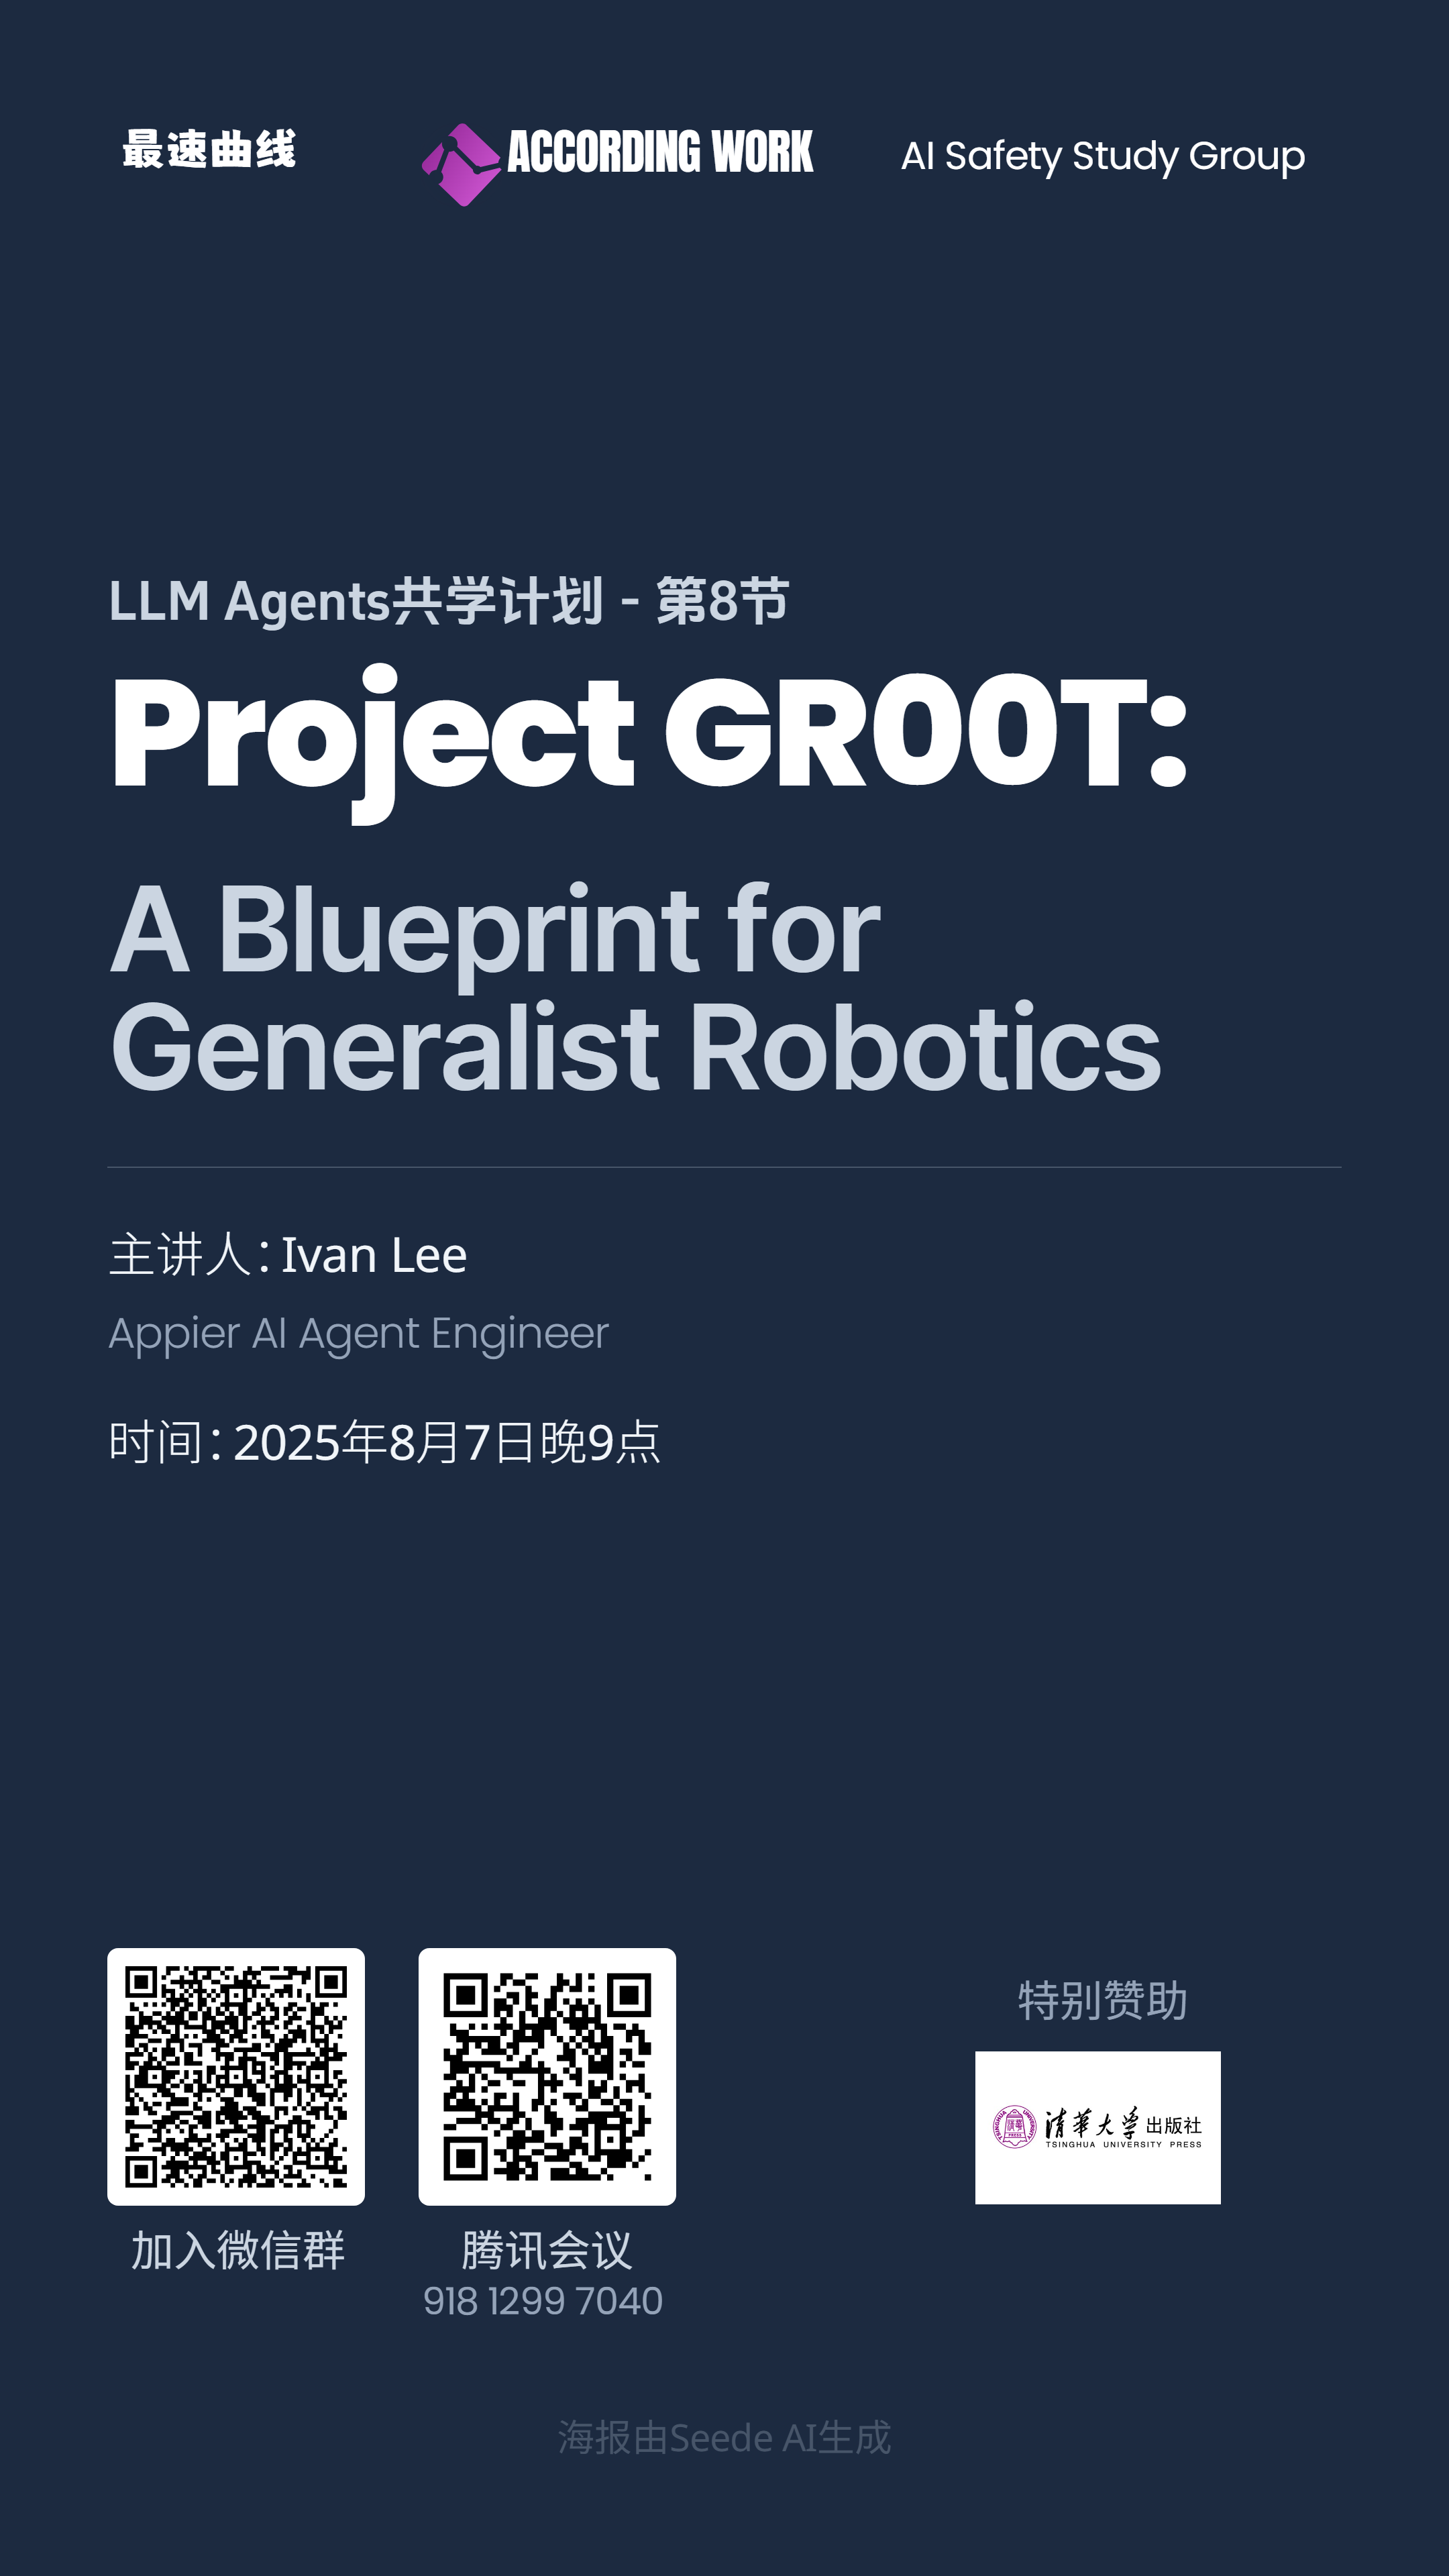 最速曲线
ACCORDING WORK
AI Safety Study Group
LLM Agents共学计划 - 第8节
Project GR00T:
A Blueprint for
Generalist Robotics
主讲人：Ivan Lee
Appier AI Agent Engineer
时间：2025年8月7日晚9点
特别赞助
清華大学出版社
TSINGHUA UNIVERSITY PRESS
加入微信群
腾讯会议
918 1299 7040
海报由Seede AI生成